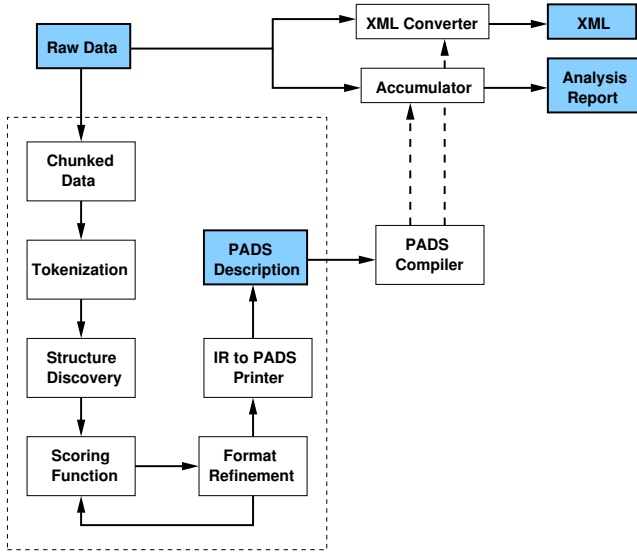 Raw Data
XML Converter
XML
Accumulator
Analysis
Report
Chunked
Data
Tokenization
PADS
Description
PADS
Compiler
Structure
Discovery
IR to PADS
Printer
Scoring
Function
Format
Refinement